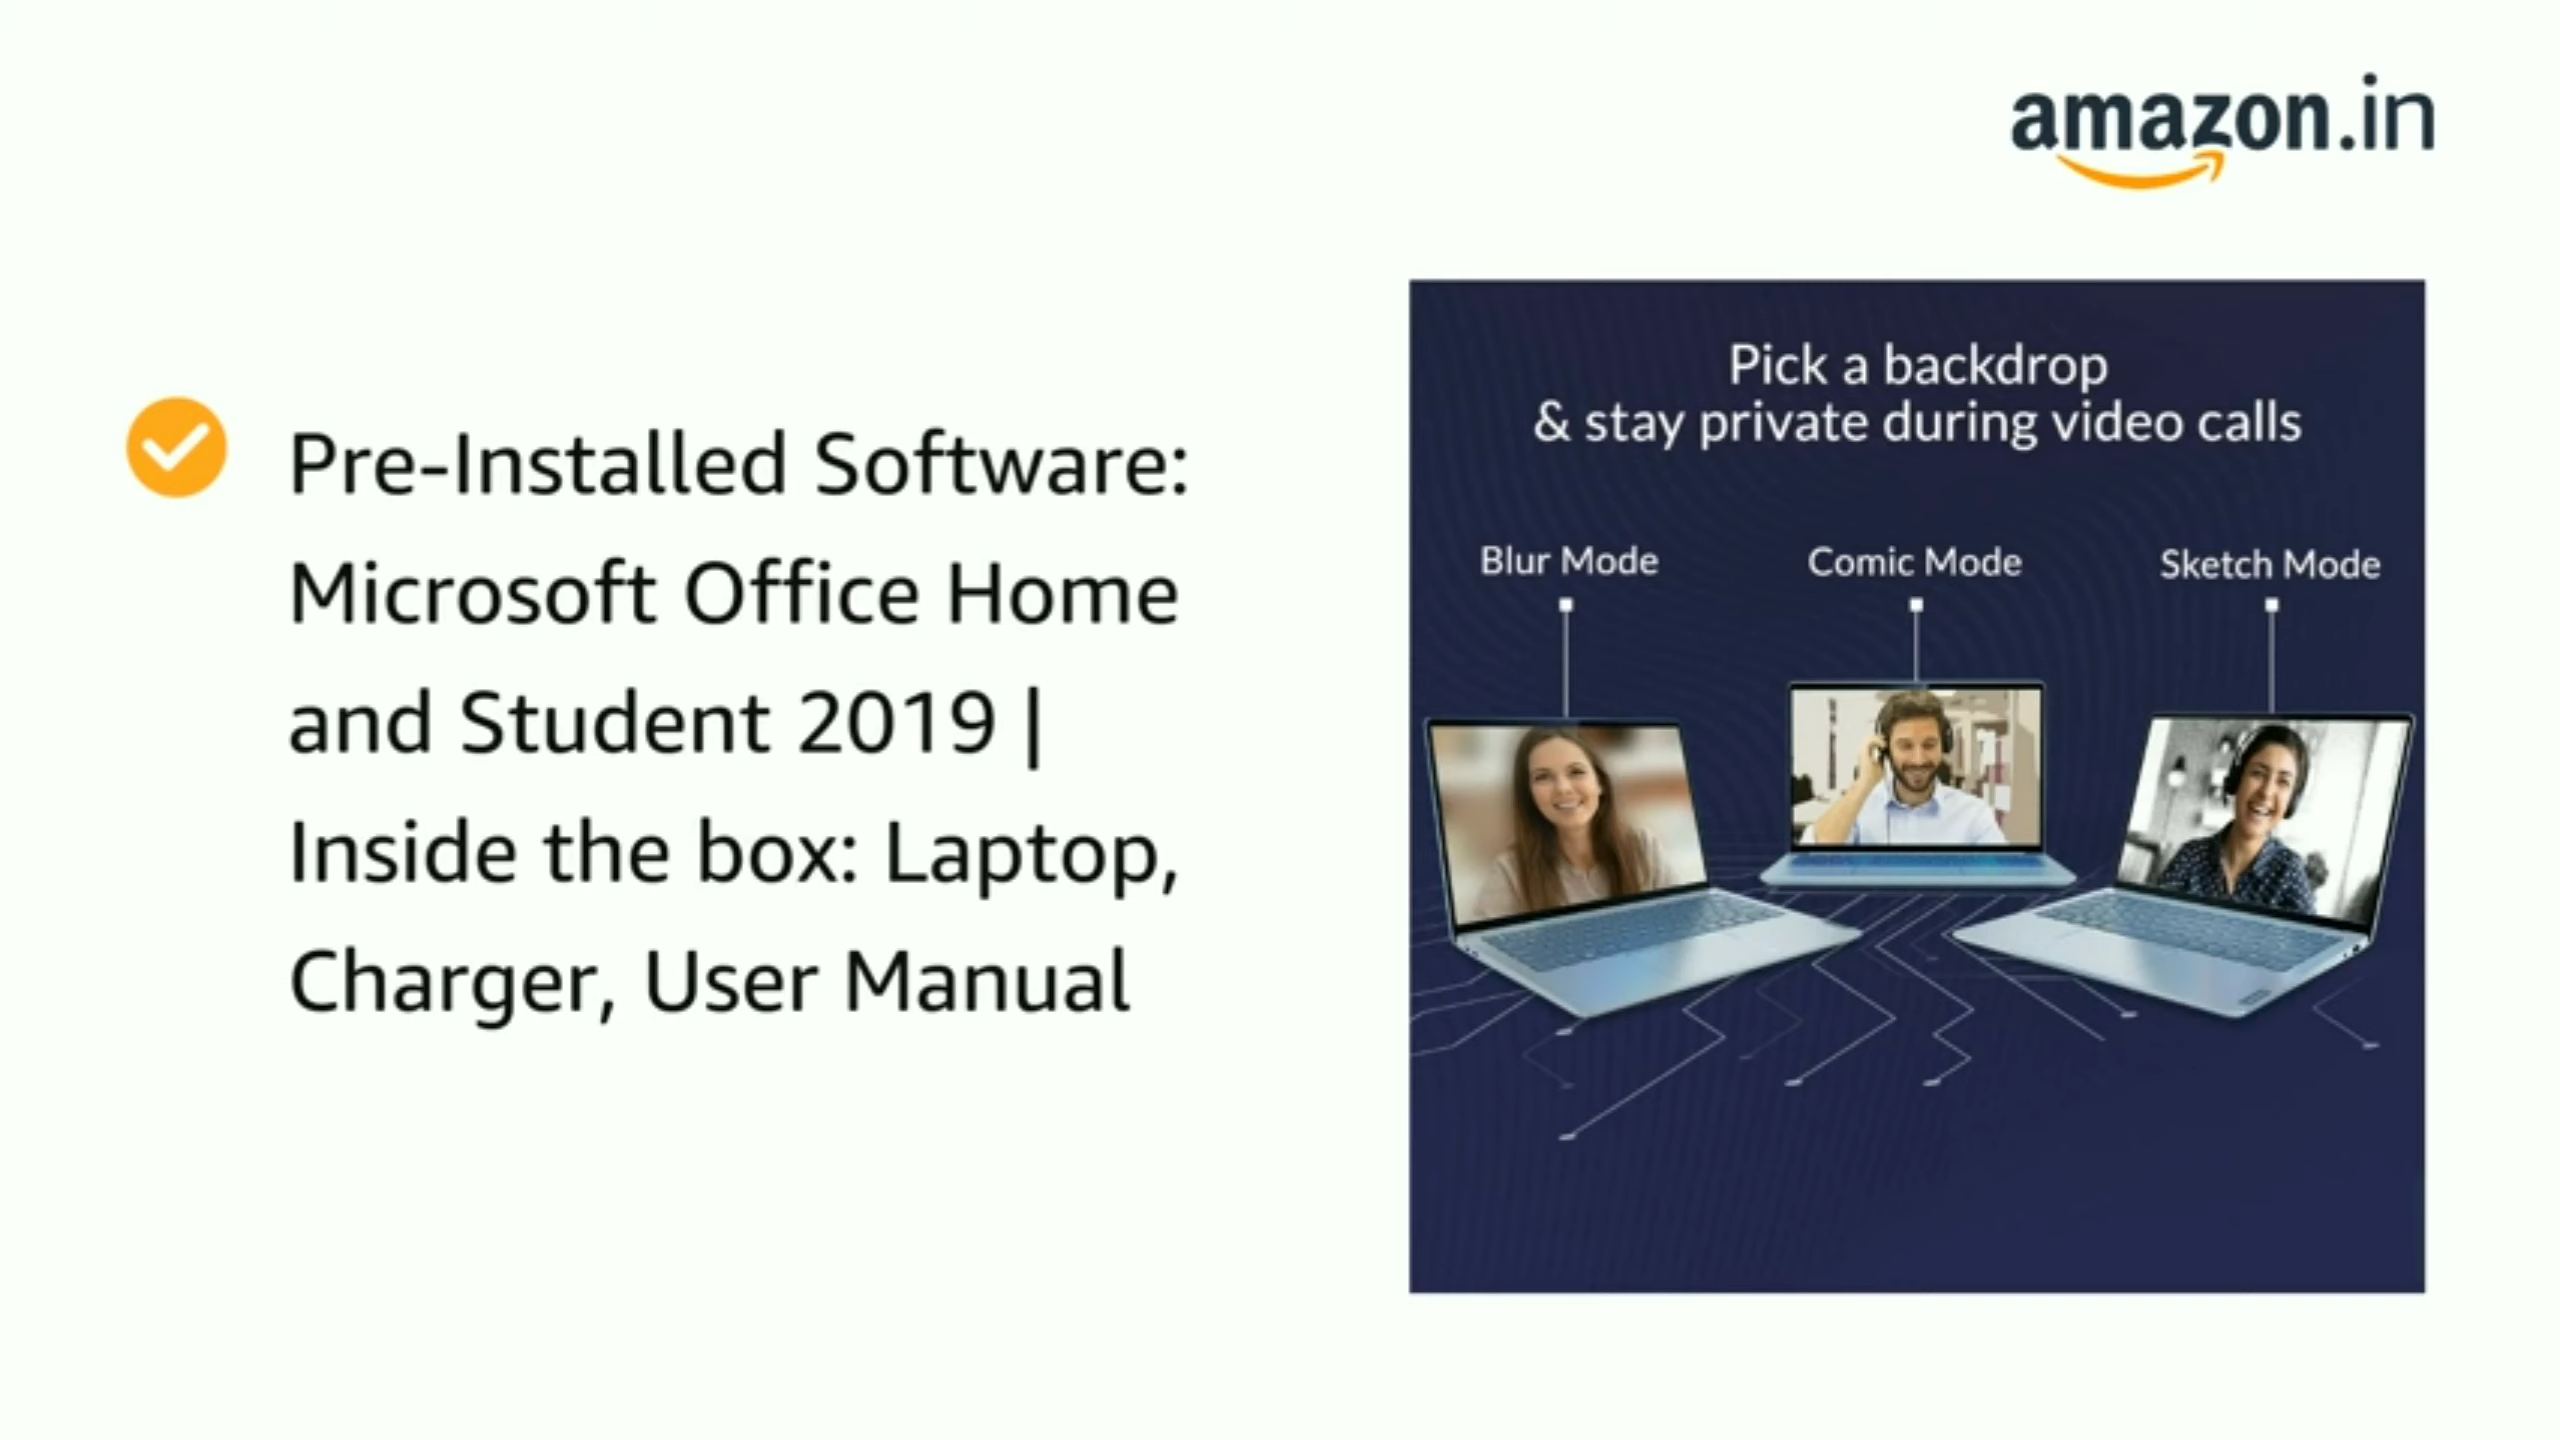 amazon.in
Pre-Installed Software:
Microsoft Office Home
and Student 2019 |
Inside the box: Laptop,
Charger, User Manual
Pick a backdrop
& stay private during video calls
Blur Mode
Comic Mode
Sketch Mode